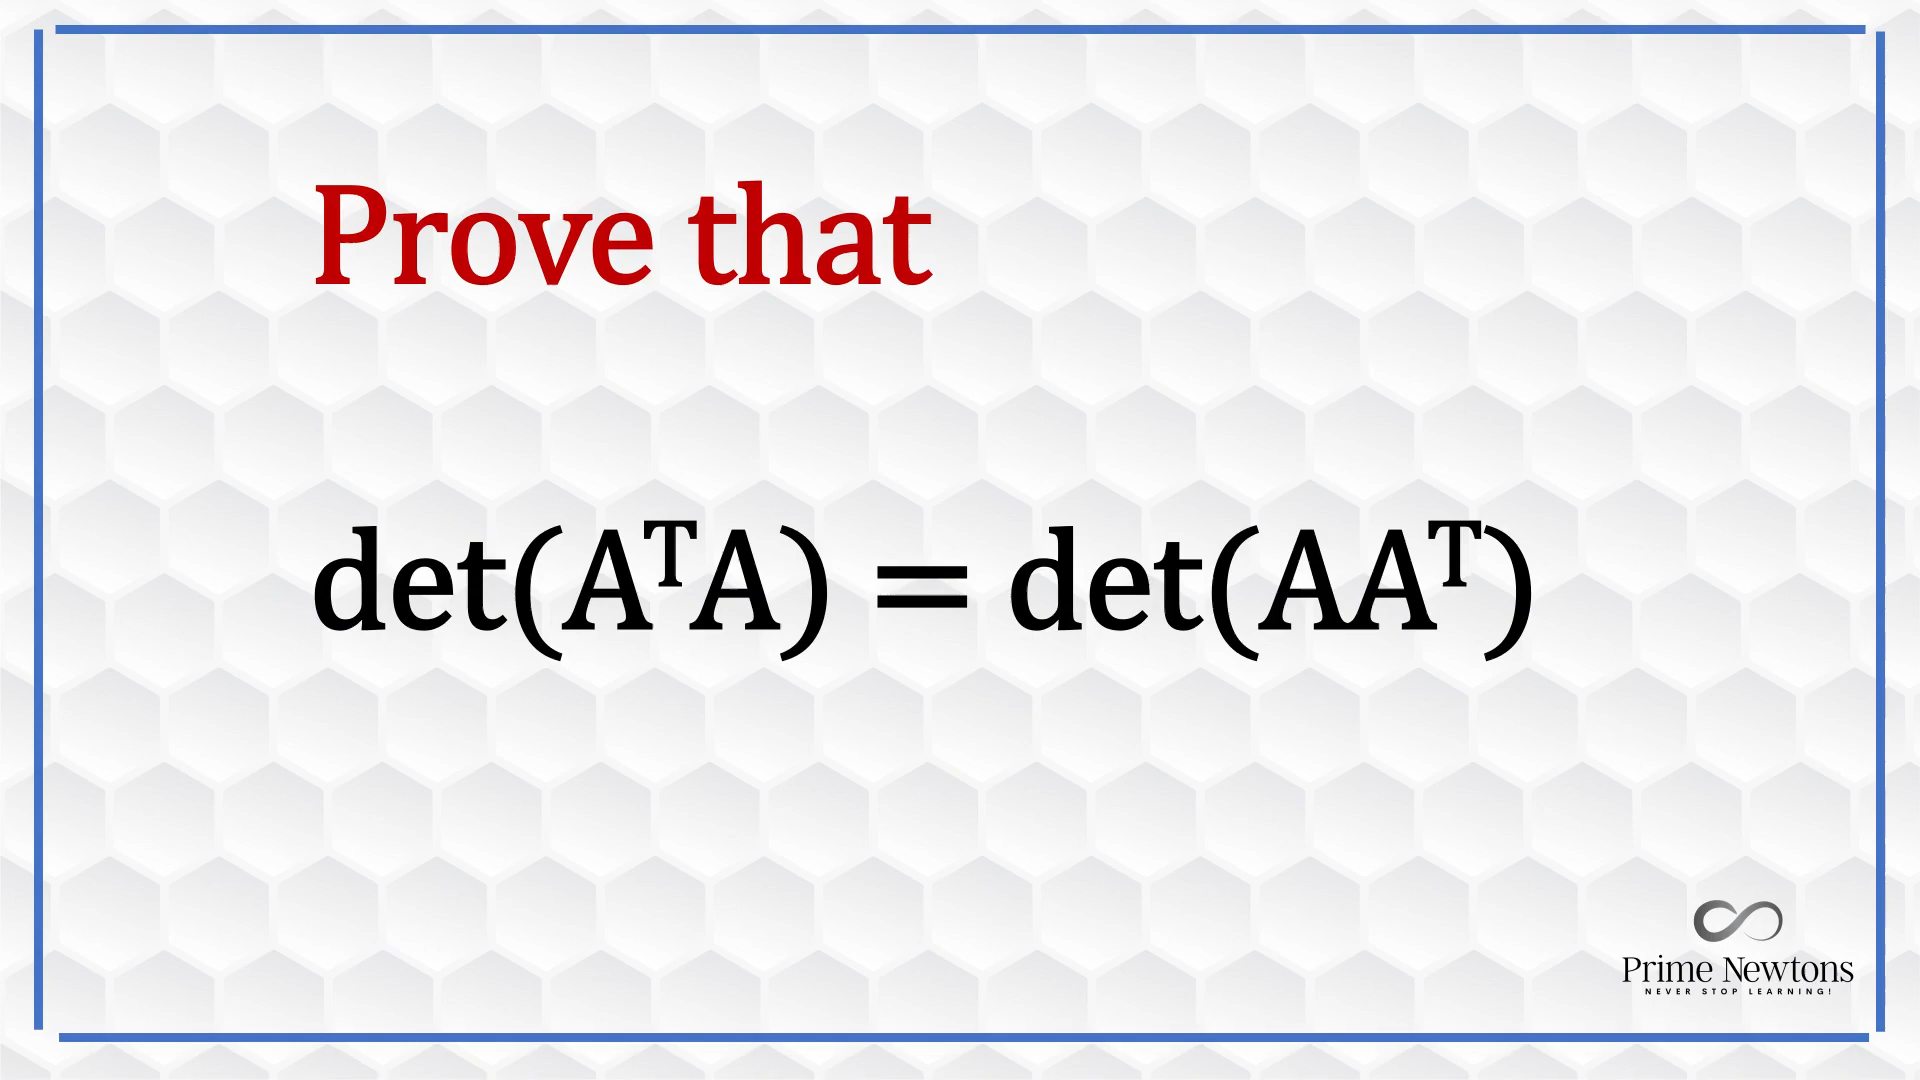 Prove that
det(AᵀA) = det(AAᵀ)
Prime Newtons
NEVER STOP LEARNING!